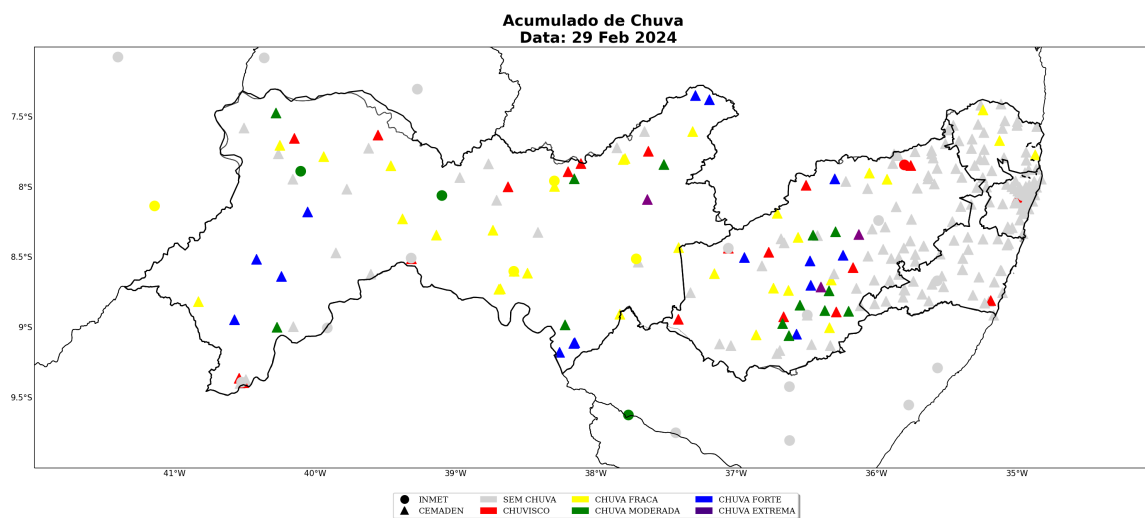 Acumulado de Chuva
Data: 29 Feb 2024
7.5°S
8°S
8.5°S
9°S
9.5°S
41°W 40°W 39°W 38°W 37°W 36°W 35°W
INMET SEM CHUVA CHUVA FRACA CHUVA FORTE
CEMADEN CHUVISCO CHUVA MODERADA CHUVA EXTREMA